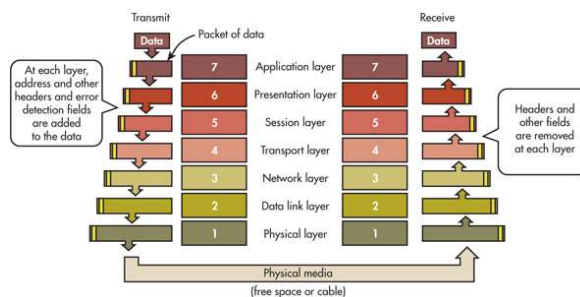 Transmit
Receive
Data
Packet of data
Data
At each layer,
address and other
headers and error
detection fields
are added
to the data
7 Application layer 7
6 Presentation layer 6
5 Session layer 5
4 Transport layer 4
3 Network layer 3
2 Data link layer 2
1 Physical layer 1
Headers and
other fields
are removed
at each layer
Physical media
(free space or cable)